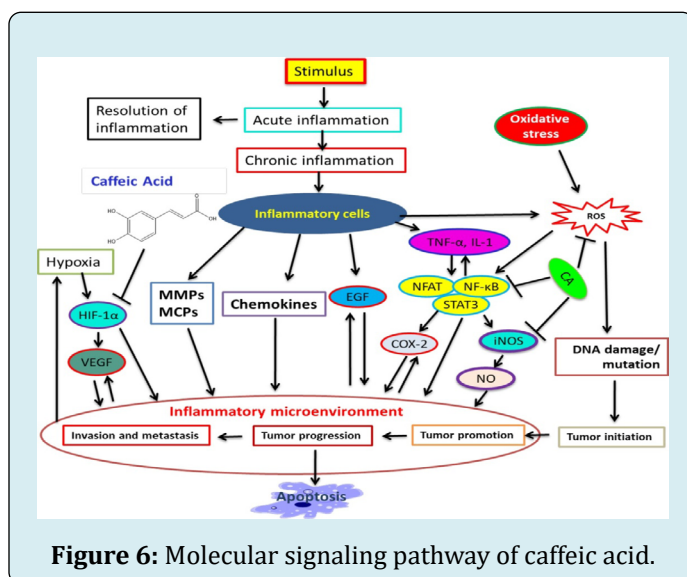 Stimulus
Resolution of
inflammation
Acute inflammation
Oxidative
stress
Chronic inflammation
Caffeic Acid
O
HO
OH
HO
Inflammatory cells
ROS
TNF-α, IL-1
Hypoxia
NFAT
NF-κB
CA
MMPs
MCPs
Chemokines
EGF
STAT3
HIF-1α
COX-2
iNOS
DNA damage/
mutation
VEGF
NO
Inflammatory microenvironment
Invasion and metastasis
Tumor progression
Tumor promotion
Tumor initiation
Apoptosis
Figure 6: Molecular signaling pathway of caffeic acid.